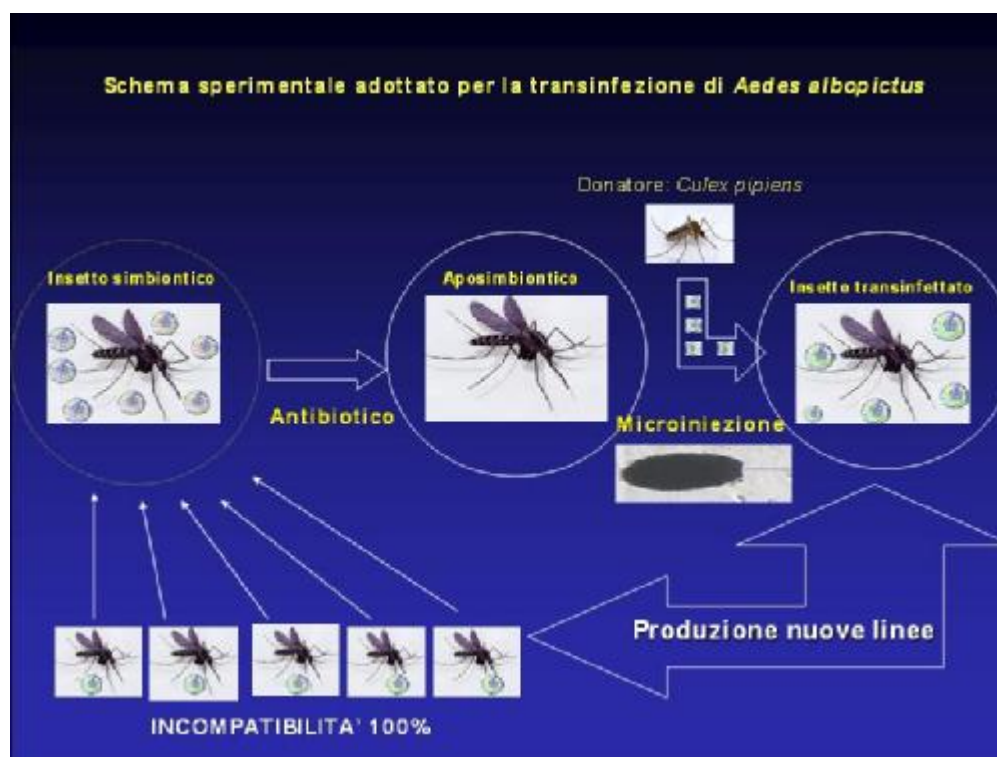 Schema sperimentale adottato per la transinfezione di Aedes albopictus
Donatore: Culex pipiens
Insetto simbiontico
Aposimbiontico
Insetto transinfettato
Antibiotico
Microiniezione
Produzione nuove linee
INCOMPATIBILITA' 100%